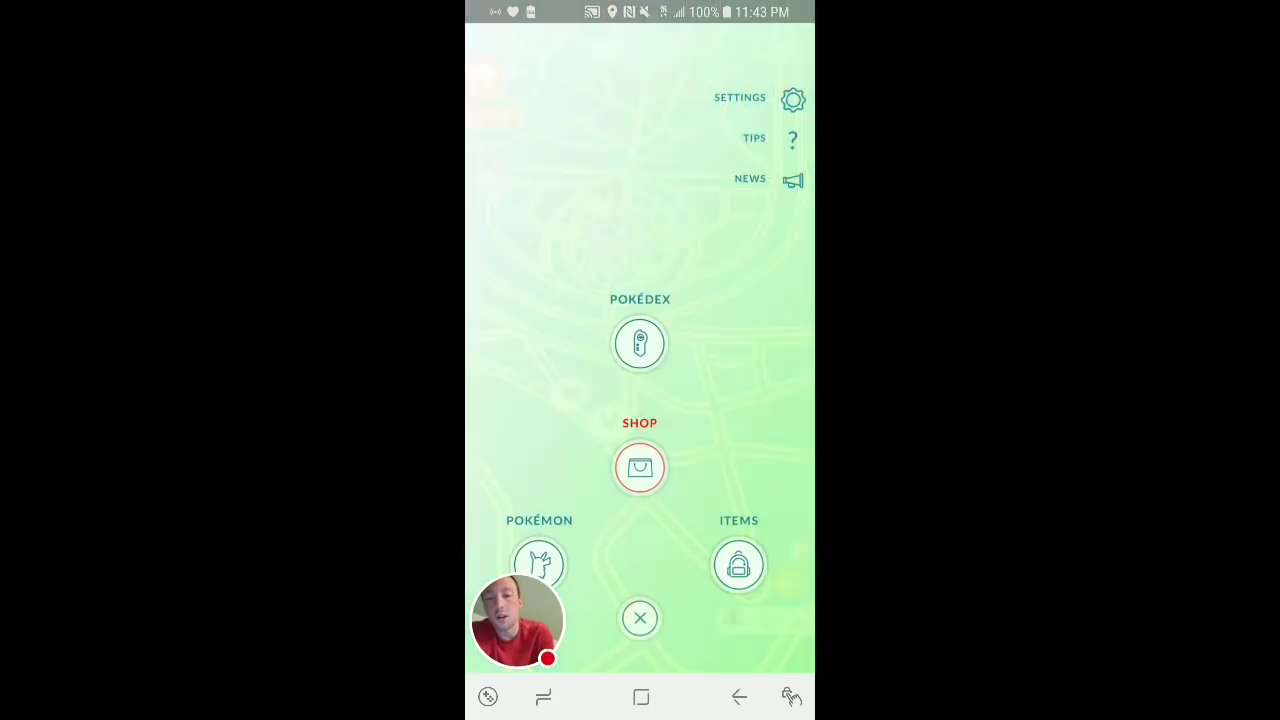 100% 11:43 PM
SETTINGS
TIPS
?
NEWS
POKÉDEX
SHOP
POKÉMON
ITEMS